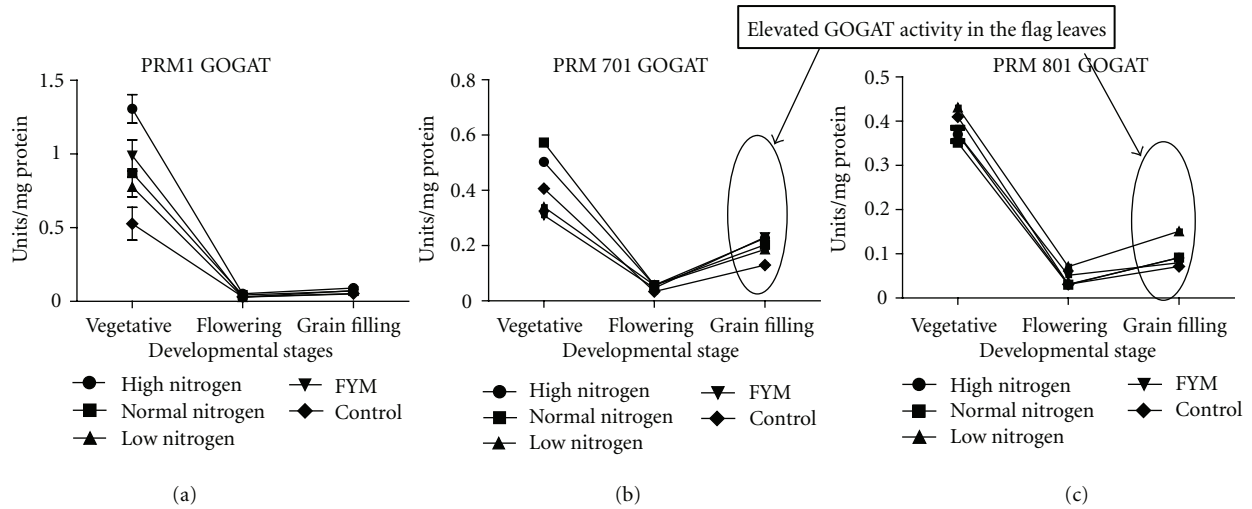 Elevated GOGAT activity in the flag leaves
PRM1 GOGAT
1.5
1
0.5
0
Units/mg protein
Vegetative Flowering Grain filling
Developmental stages
High nitrogen
Normal nitrogen
Low nitrogen
FYM
Control
(a)
PRM 701 GOGAT
0.8
0.6
0.4
0.2
0
Units/mg protein
Vegetative Flowering Grain filling
Developmental stage
High nitrogen
Normal nitrogen
Low nitrogen
FYM
Control
(b)
PRM 801 GOGAT
0.5
0.4
0.3
0.2
0.1
0
Units/mg protein
Vegetative Flowering Grain filling
Developmental stage
High nitrogen
Normal nitrogen
Low nitrogen
FYM
Control
(c)